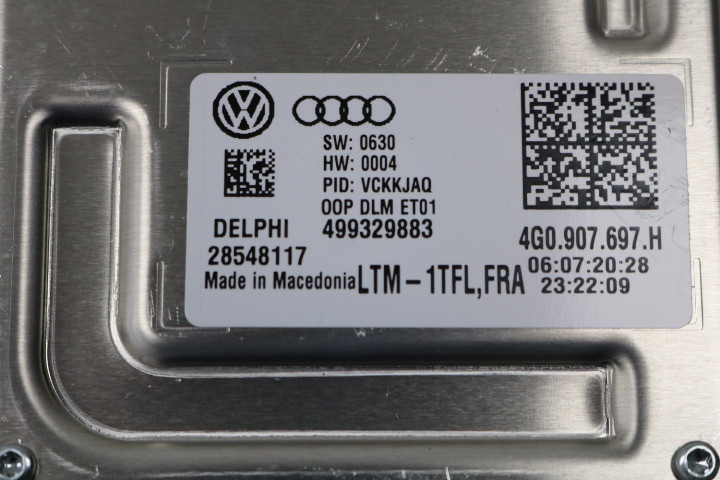 SW: 0630
HW: 0004
PID: VCKKJAQ
OOP DLM ET01
DELPHI 499329883
28548117
Made in Macedonia LTM-1TFL,FRA
4G0.907.697.H
06:07:20:28
23:22:09